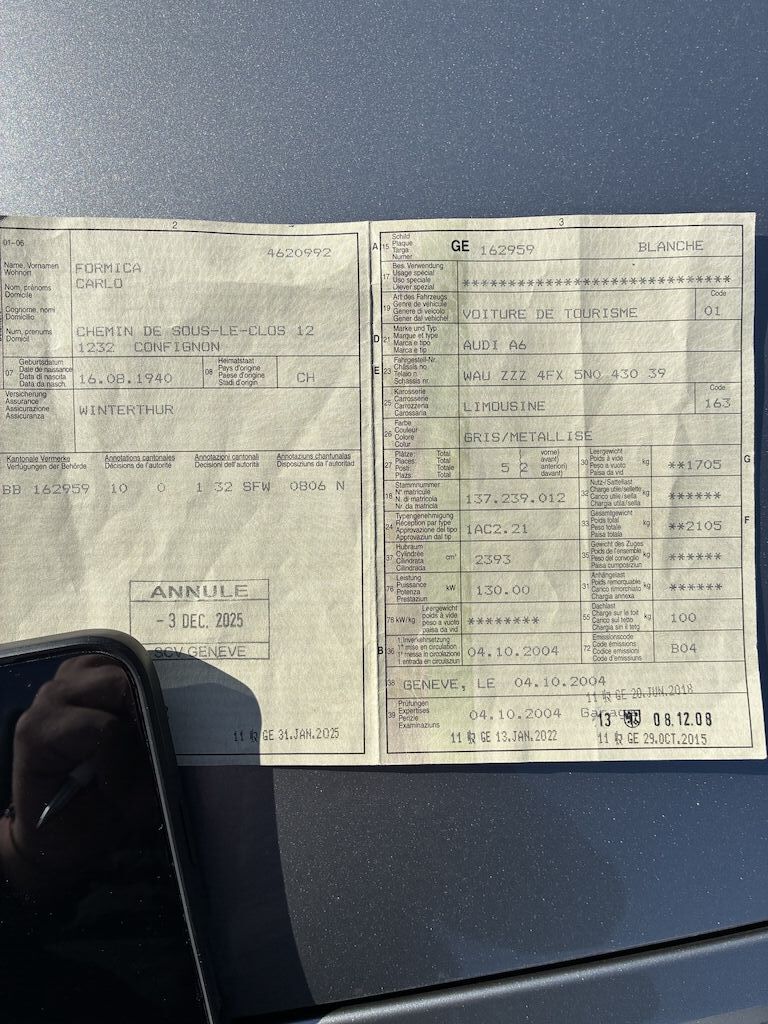 2
01-06
4620992
Name, Vornamen
Wohnort
Nom, prénoms
Domicile
Cognome, nomi
Domicilio
Num, prenums
Domicil
FORMICA
CARLO
CHEMIN DE SOUS-LE-CLOS 12
1232 CONFIGNON
07
Geburtsdatum
Date de naissance
Data di nascita
Data da nasch.
16.08.1940
08
Heimatstaat
Pays d'origine
Paese d'origine
Stadi d'origin
CH
Versicherung
Assurance
Assicurazione
Assicuranza
WINTERTHUR
Kantonale Vermerke
Verfügungen der Behörde
Annotations cantonales
Décisions de l'autorité
Annotazioni cantonali
Decisioni dell'autorità
Annotaziuns chantunalas
Disposiziuns da l'autoritad
BB 162959 10 0 1 32 SFW 0806 N
ANNULE
- 3 DEC. 2025
SCV GENEVE
11 GE 31.JAN.2025
3
A
15
Schild
Plaque
Targa
Numer
GE 162959 BLANCHE
17
Bes. Verwendung
Usage spécial
Uso speciale
Diever spezial
*******************************
19
Art des Fahrzeugs
Genre de véhicule
Genere di veicolo
Gener dal vehichel
VOITURE DE TOURISME
Code
01
D
21
Marke und Typ
Marque et type
Marca e tipo
Marca e tip
AUDI A6
E
23
Fahrgestell-Nr.
Châssis no
Telaio n.
Schassis nr.
WAU ZZZ 4FX 5N0 430 39
25
Karosserie
Carrosserie
Carrozzeria
Carossaria
LIMOUSINE
Code
163
26
Farbe
Couleur
Colore
Colur
GRIS/METALLISE
27
Plätze: Total
Places: Total
Posti: Totale
Plazs: Total
5 2
vorne)
avant)
anteriori)
davant)
30
Leergewicht
Poids à vide
Peso a vuoto
Paisa da vid
kg
**1705
G
18
Stammnummer
N° matricule
N. di matricola
Nr. da matricla
137.239.012
32
Nutz-/Sattellast
Charge utile/sellette
Carico utile/sella
Chargia utila/sella
kg
******
24
Typengenehmigung
Réception par type
Approvazione del tipo
Approvaziun dal tip
1AC2.21
33
Gesamtgewicht
Poids total
Peso totale
Paisa totala
kg
**2105
F
37
Hubraum
Cylindrée
Cilindrata
Cilindrada
cm³
2393
35
Gewicht des Zuges
Poids de l'ensemble
Peso del convoglio
Paisa cumposiziun
kg
******
76
Leistung
Puissance
Potenza
Prestaziun
kW
130.00
31
Anhängelast
Poids remorquable
Carico rimorchiato
Chargia annexa
kg
******
78 kW/kg
Leergewicht
poids à vide
peso a vuoto
paisa da vid
********
55
Dachlast
Charge sur le toit
Carico sul tetto
Chargia sin il tetg
kg
100
B
36
1.Inverkehrsetzung
1re mise en circulation
1a messa in circolazione
1.entrada en circulaziun
04.10.2004
72
Emissionscode
Code émissions
Codice emissioni
Code d'emissiuns
B04
38
GENEVE, LE 04.10.2004
11 GE 20.JUN.2018
39
Prüfungen
Expertises
Perizie
Examinaziuns
04.10.2004
13 08.12.08
11 GE 13.JAN.2022
11 GE 29.OCT.2015